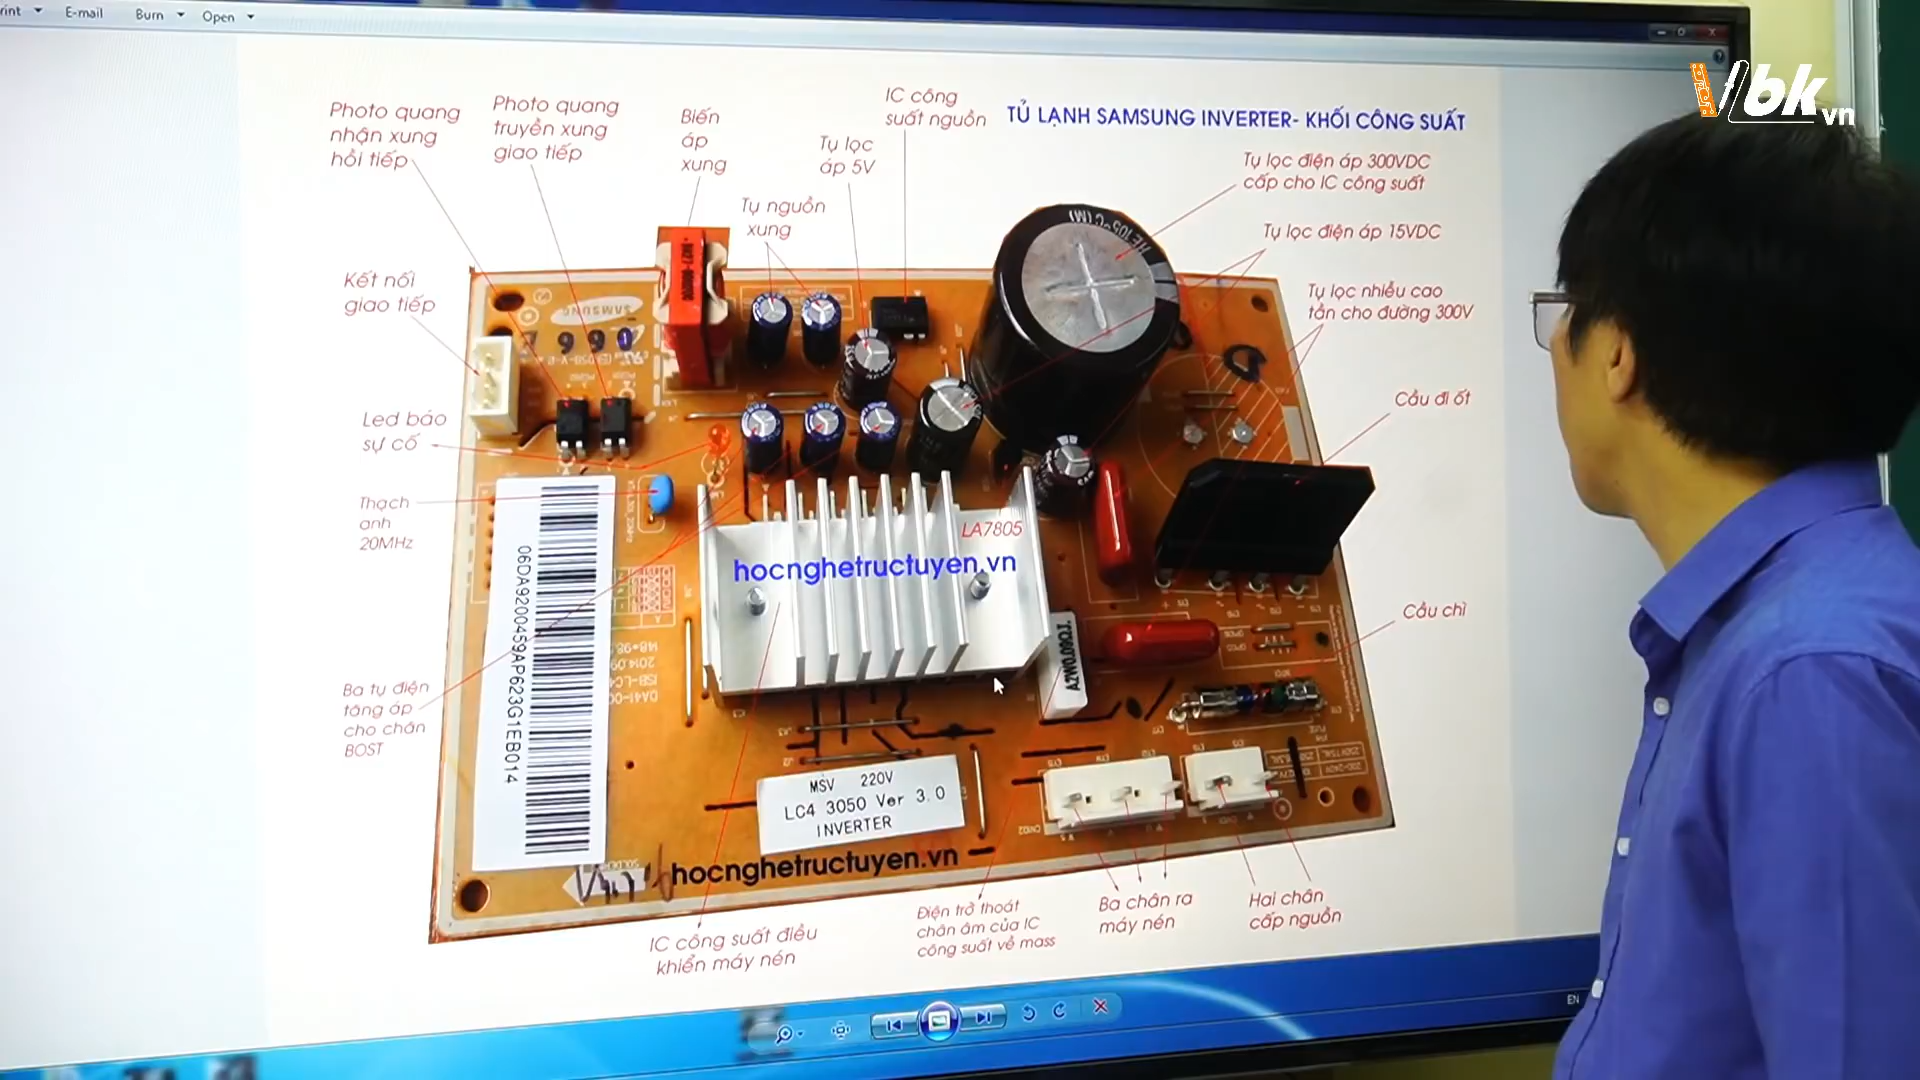 Print
E-mail
Burn
Open
Vbk.vn
TỦ LẠNH SAMSUNG INVERTER- KHỐI CÔNG SUẤT
Photo quang
nhận xung
hồi tiếp
Photo quang
truyền xung
giao tiếp
Biến
áp
xung
Tụ nguồn
xung
Tụ lọc
áp 5V
IC công
suất nguồn
Tụ lọc điện áp 300VDC
cấp cho IC công suất
Tụ lọc điện áp 15VDC
Tụ lọc nhiễu cao
tần cho đường 300V
Cầu đi ốt
Cầu chì
Kết nối
giao tiếp
Led báo
sự cố
Thạch
anh
20MHz
Ba tụ điện
tăng áp
cho chân
BOST
SAMSUNG
LA7805
hocnghetructuyen.vn
06DA9200459AP623G1EB014
MSV 220V
LC4 3050 Ver 3.0
INVERTER
hocnghetructuyen.vn
IC công suất điều
khiển máy nén
Điện trở thoát
chân âm của IC
công suất về mass
Ba chân ra
máy nén
Hai chân
cấp nguồn
EN